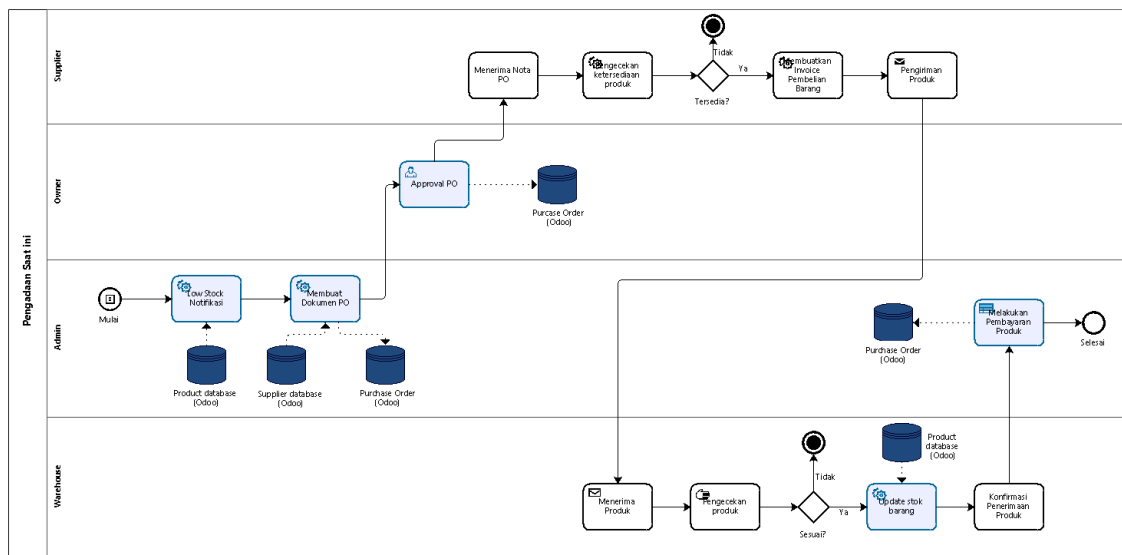 Pengadaan Saat ini
Supplier
Menerima Nota
PO
Pengecekan
ketersediaan
produk
Tidak
Tersedia?
Ya
Membuatkan
Invoice
Pembelian
Barang
Pengiriman
Produk
Owner
Approval PO
Purcase Order
(Odoo)
Admin
Mulai
Low Stock
Notifikasi
Membuat
Dokumen PO
Product database
(Odoo)
Supplier database
(Odoo)
Purchase Order
(Odoo)
Purchase Order
(Odoo)
Melakukan
Pembayaran
Produk
Selesai
Warehouse
Menerima
Produk
Pengecekan
produk
Tidak
Sesuai?
Ya
Product
database
(Odoo)
Update stok
barang
Konfirmasi
Penerimaan
Produk